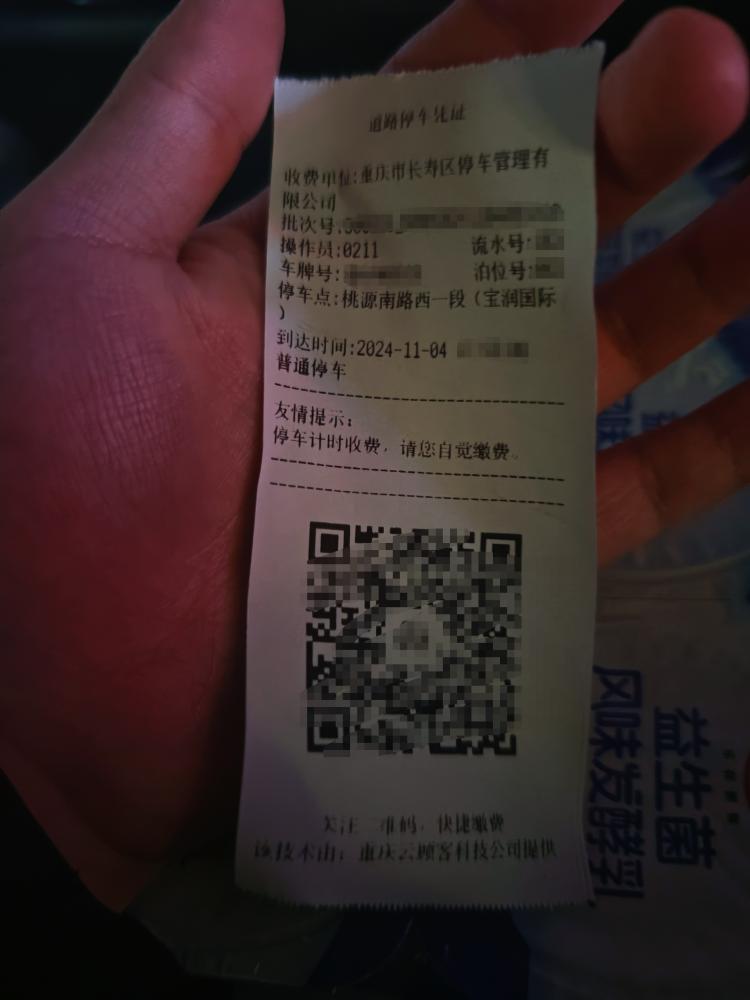 道路停车凭证
收费单位:重庆市长寿区停车管理有
限公司
批次号:
操作员:0211 流水号:
车牌号: 泊位号:
停车点:桃源南路西一段（宝润国际
）
到达时间:2024-11-04
普通停车
友情提示:
停车计时收费，请您自觉缴费。
关注二维码，快捷缴费
该技术由：重庆云顾客科技公司提供
益生菌
风味发酵乳